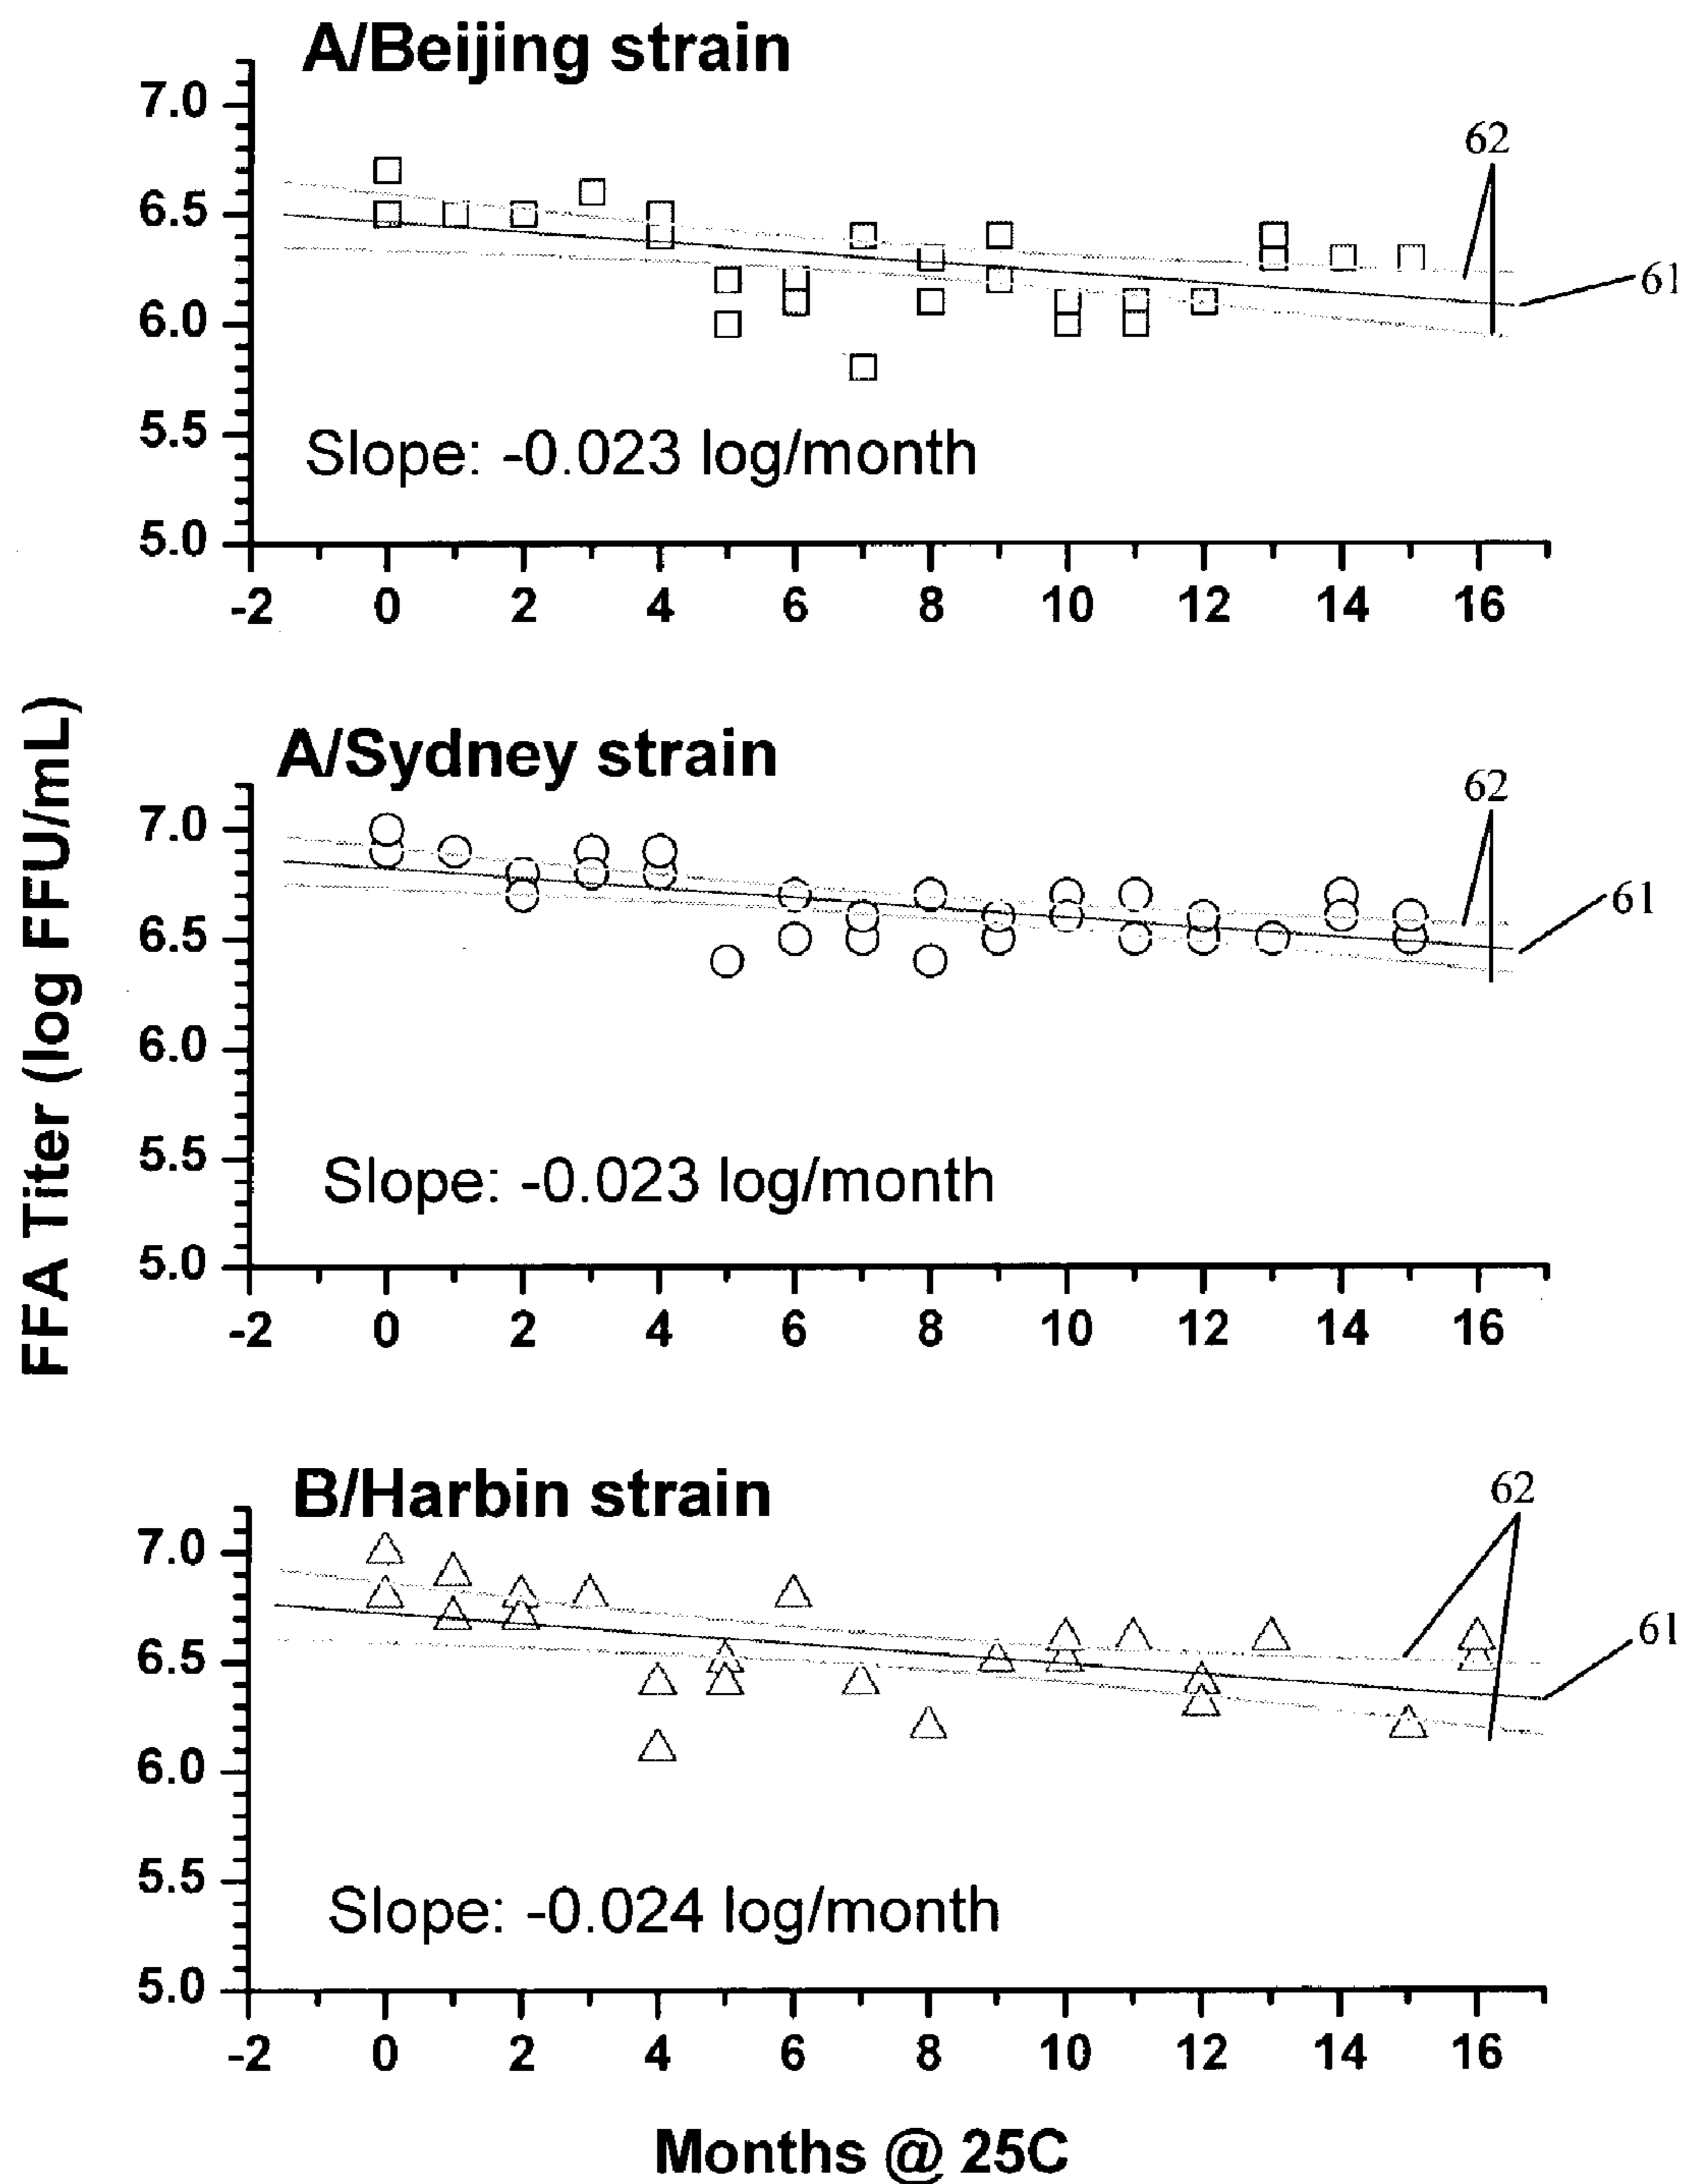 A/Beijing strain
7.0
6.5
6.0
5.5
5.0
62
61
Slope: -0.023 log/month
-2 0 2 4 6 8 10 12 14 16
FFA Titer (log FFU/mL)
A/Sydney strain
7.0
6.5
6.0
5.5
5.0
62
61
Slope: -0.023 log/month
-2 0 2 4 6 8 10 12 14 16
B/Harbin strain
7.0
6.5
6.0
5.5
5.0
62
61
Slope: -0.024 log/month
-2 0 2 4 6 8 10 12 14 16
Months @ 25C